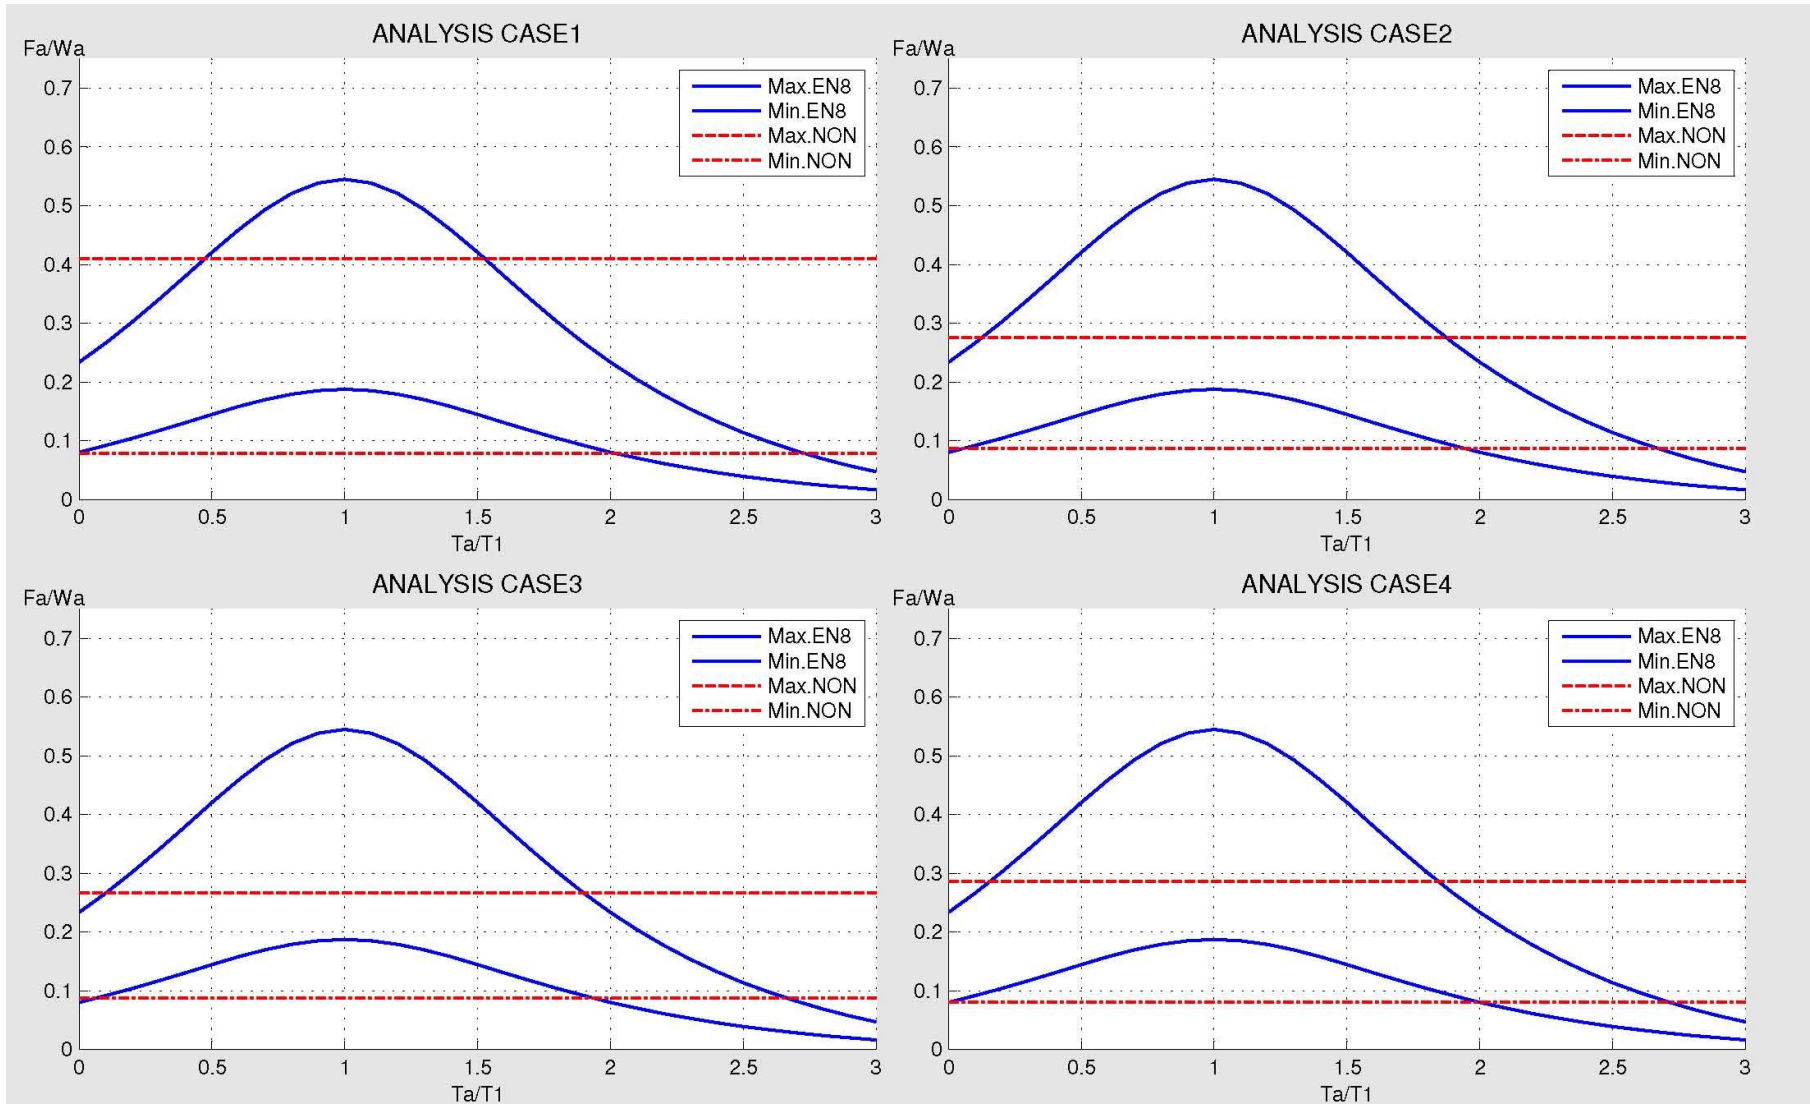 ANALYSIS CASE1
Fa/Wa
0.7
0.6
0.5
0.4
0.3
0.2
0.1
0
Max.EN8
Min.EN8
Max.NON
Min.NON
0 0.5 1 1.5 2 2.5 3
Ta/T1
ANALYSIS CASE2
Fa/Wa
0.7
0.6
0.5
0.4
0.3
0.2
0.1
0
Max.EN8
Min.EN8
Max.NON
Min.NON
0 0.5 1 1.5 2 2.5 3
Ta/T1
ANALYSIS CASE3
Fa/Wa
0.7
0.6
0.5
0.4
0.3
0.2
0.1
0
Max.EN8
Min.EN8
Max.NON
Min.NON
0 0.5 1 1.5 2 2.5 3
Ta/T1
ANALYSIS CASE4
Fa/Wa
0.7
0.6
0.5
0.4
0.3
0.2
0.1
0
Max.EN8
Min.EN8
Max.NON
Min.NON
0 0.5 1 1.5 2 2.5 3
Ta/T1